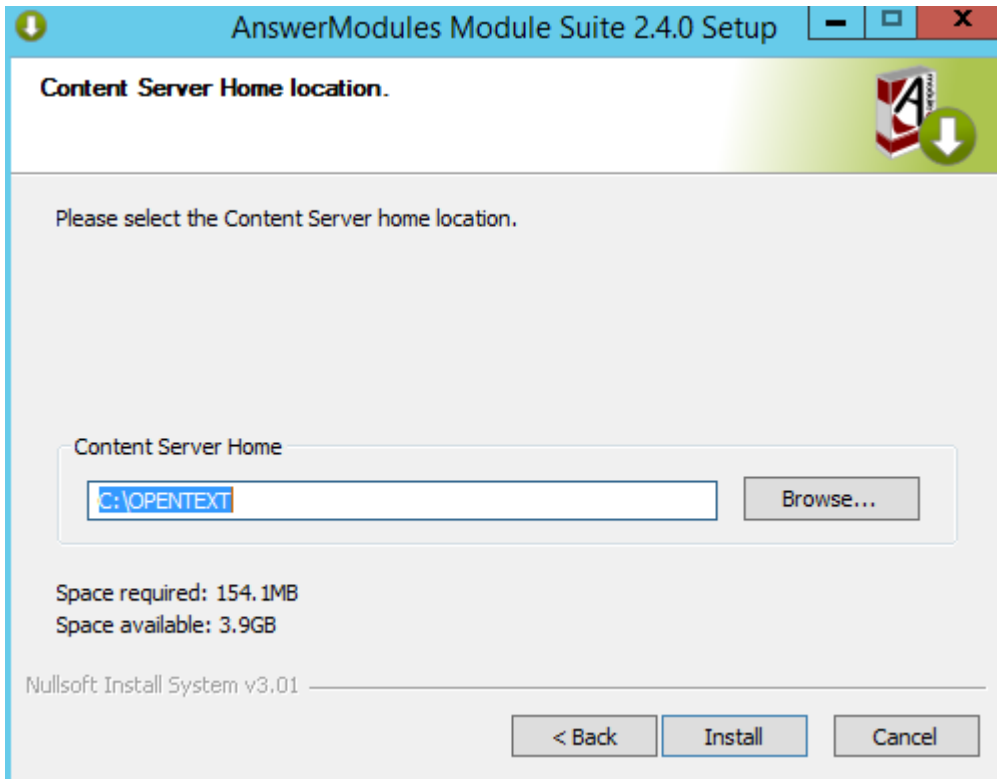 AnswerModules Module Suite 2.4.0 Setup
Content Server Home location.
A
Please select the Content Server home location.
Content Server Home
C:\OPENTEXT
Browse...
Space required: 154.1MB
Space available: 3.9GB
Nullsoft Install System v3.01
< Back
Install
Cancel